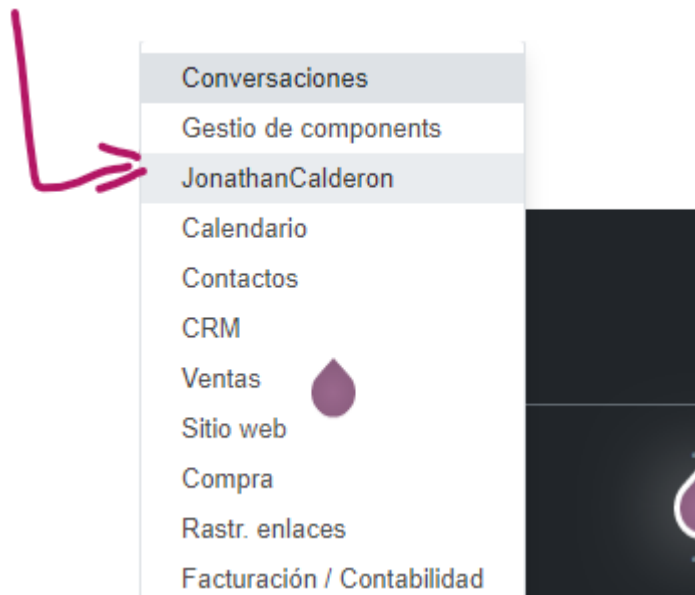 Conversaciones
Gestio de components
JonathanCalderon
Calendario
Contactos
CRM
Ventas
Sitio web
Compra
Rastr. enlaces
Facturación / Contabilidad